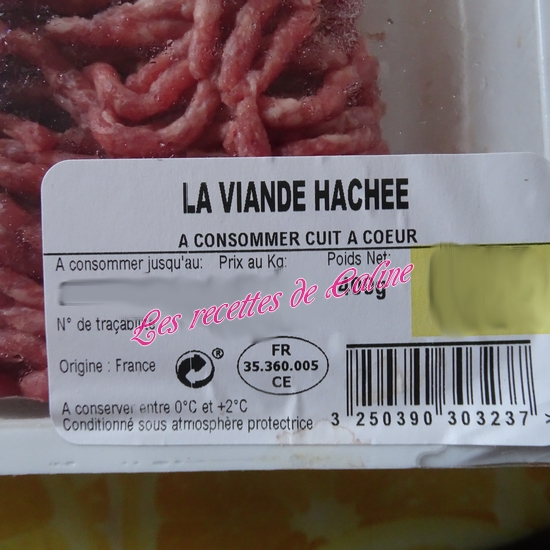 LA VIANDE HACHEE
A CONSOMMER CUIT A COEUR
A consommer jusqu'au: Prix au Kg: Poids Net:
400g
Les recettes de Caline
N° de traçabilité
Origine : France
®
FR
35.360.005
CE
A conserver entre 0°C et +2°C
Conditionné sous atmosphère protectrice
3 250390 303237 >